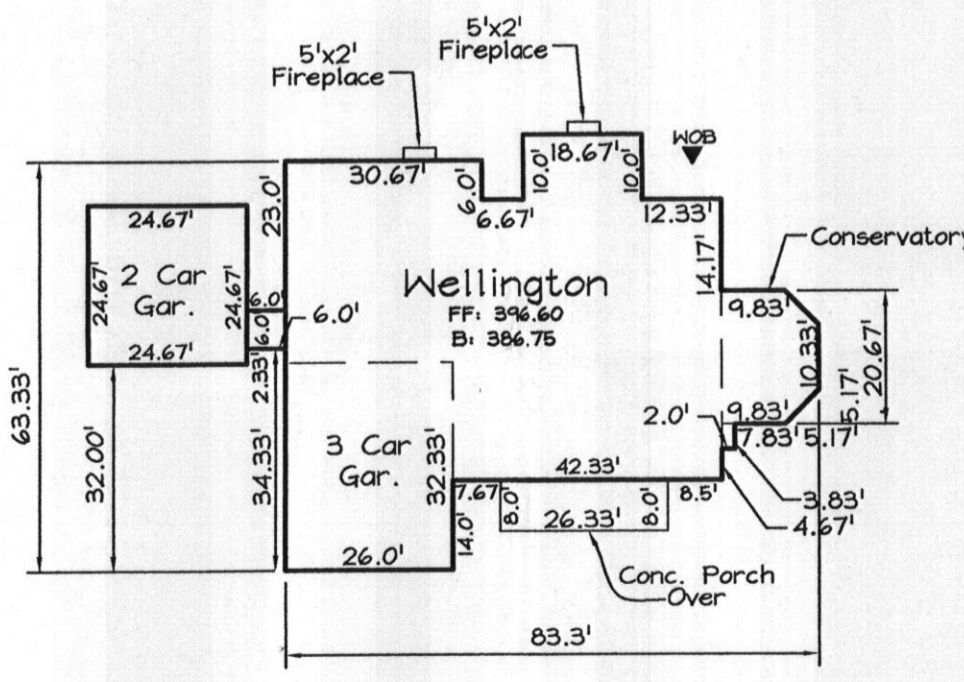 5'x2'
Fireplace
5'x2'
Fireplace
WOB
18.67'
10.0'
10.0'
30.67'
6.0'
6.67'
12.33'
23.0'
24.67'
2 Car
Gar.
24.67'
24.67'
24.67'
Wellington
FF: 396.60
B: 386.75
14.17'
Conservatory
9.83'
10.33'
5.17'
20.67'
6.0'
6.0'
6.0'
2.33'
63.33'
32.00'
34.33'
3 Car
Gar.
32.33'
2.0'
9.83'
7.83'
5.17'
42.33'
7.67'
8.0'
26.33'
8.0'
8.5'
3.83'
4.67'
14.0'
26.0'
Conc. Porch
Over
83.3'